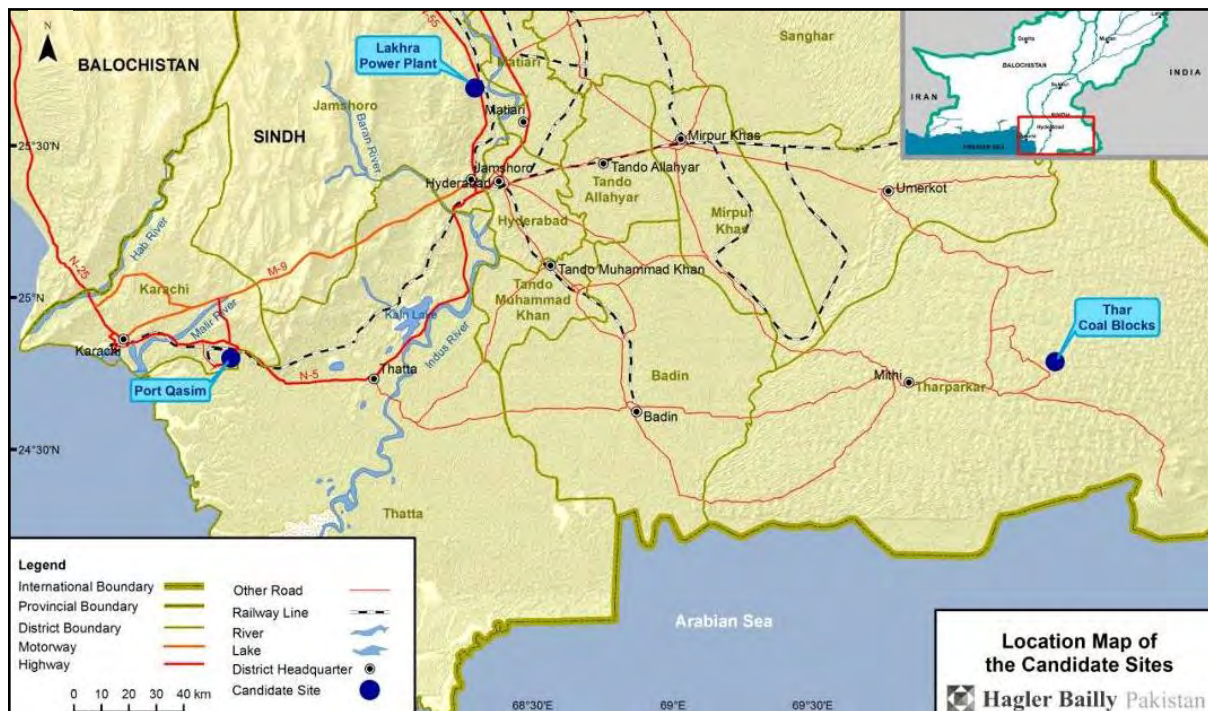 N
BALOCHISTAN
Lakhra
Power Plant
N-55
Matiari
Sanghar
Jamshoro
Baran River
SINDH
Matiari
25°30'N
Mirpur Khas
Jamshoro
Hyderabad
Tando Allahyar
Tando
Allahyar
Umerkot
Hyderabad
Mirpur
Khas
Hab River
N-25
M-9
Tando Muhammad Khan
Karachi
25°N
Tando
Muhammad
Khan
Malir River
Indus River
Thar
Coal Blocks
Karachi
Port Qasim
N-5
Thatta
Badin
Mithi
Tharparkar
Badin
24°30'N
Thatta
IRAN
BALOCHISTAN
INDIA
SINDH
Hyderabad
Legend
International Boundary
Provincial Boundary
District Boundary
Motorway
Highway
Other Road
Railway Line
River
Lake
District Headquarter
Candidate Site
0 10 20 40 km
Arabian Sea
68°30'E
69°E
69°30'E
Location Map of
the Candidate Sites
Hagler Bailly Pakistan